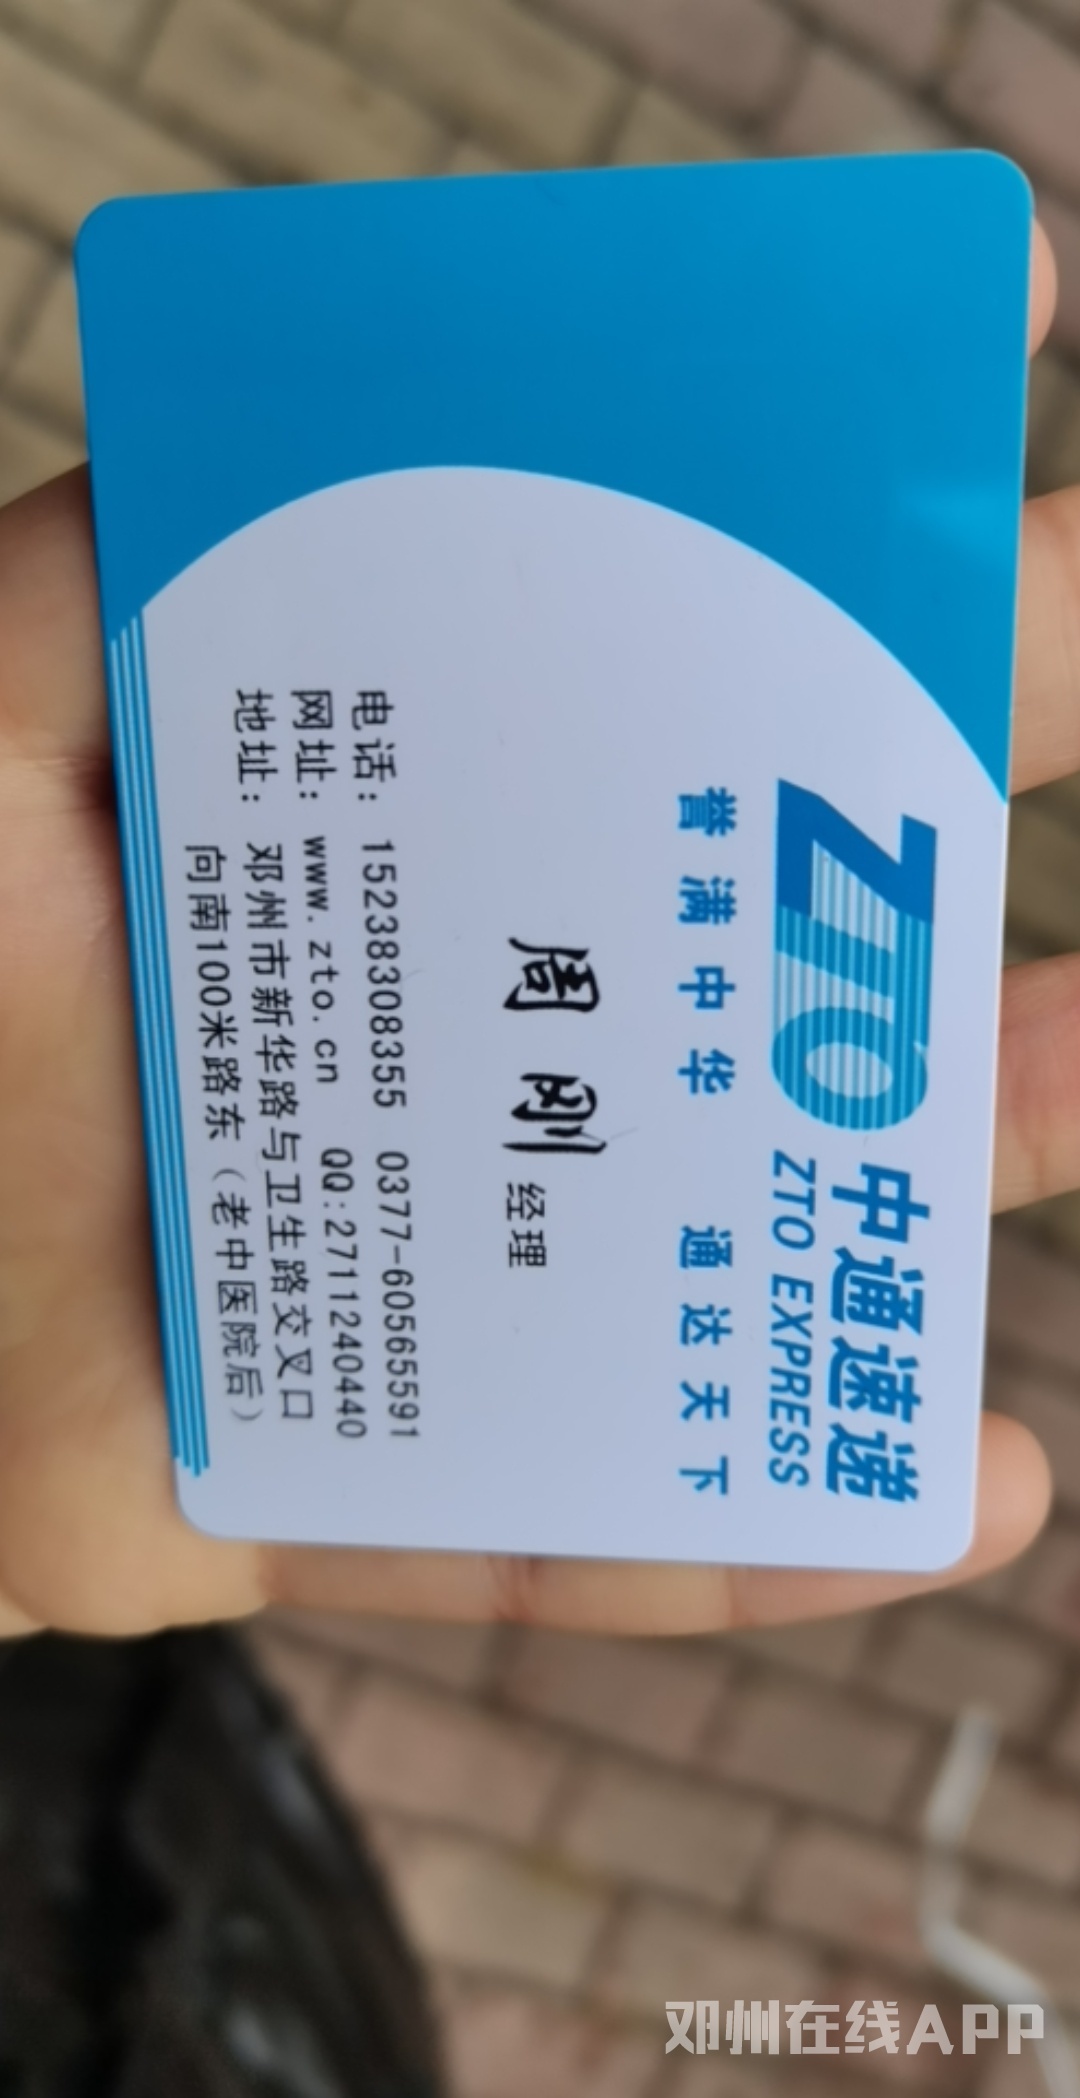 ZTO 中通速递
ZTO EXPRESS
誉满中华 通达天下
周刚 经理
电话: 15238308355 0377-60565591
网址: www.zto.cn QQ:2711240440
地址: 邓州市新华路与卫生路交叉口
向南100米路东（老中医院后）
邓州在线APP